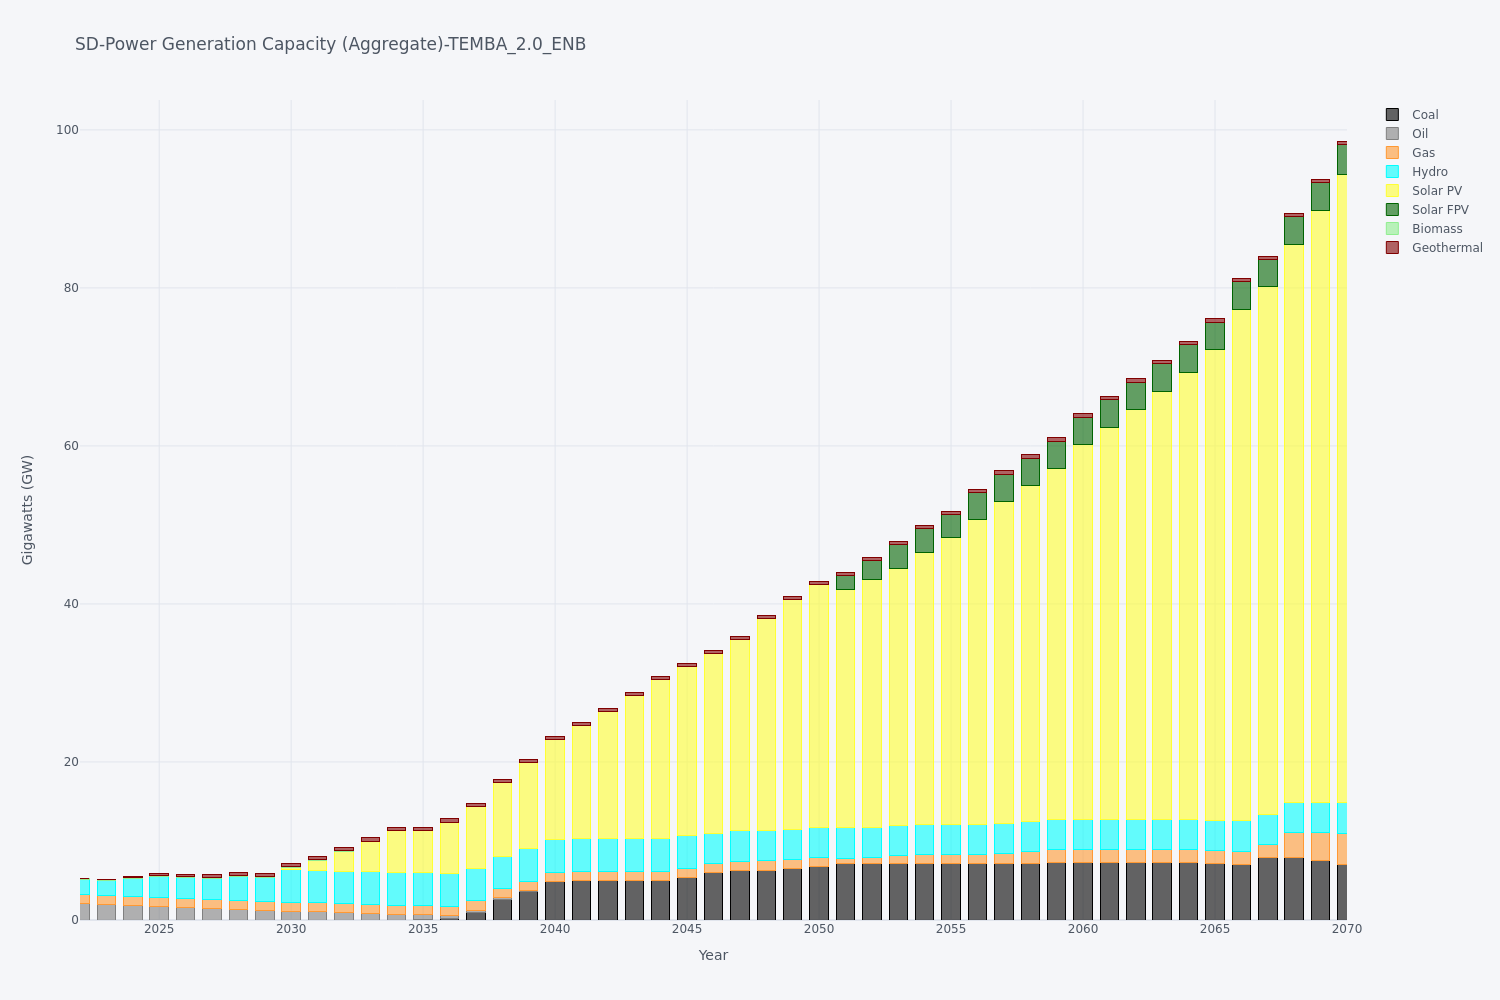 SD-Power Generation Capacity (Aggregate)-TEMBA_2.0_ENB
Gigawatts (GW)
100
80
60
40
20
0
2025
2030
2035
2040
2045
2050
2055
2060
2065
2070
Year
Coal
Oil
Gas
Hydro
Solar PV
Solar FPV
Biomass
Geothermal